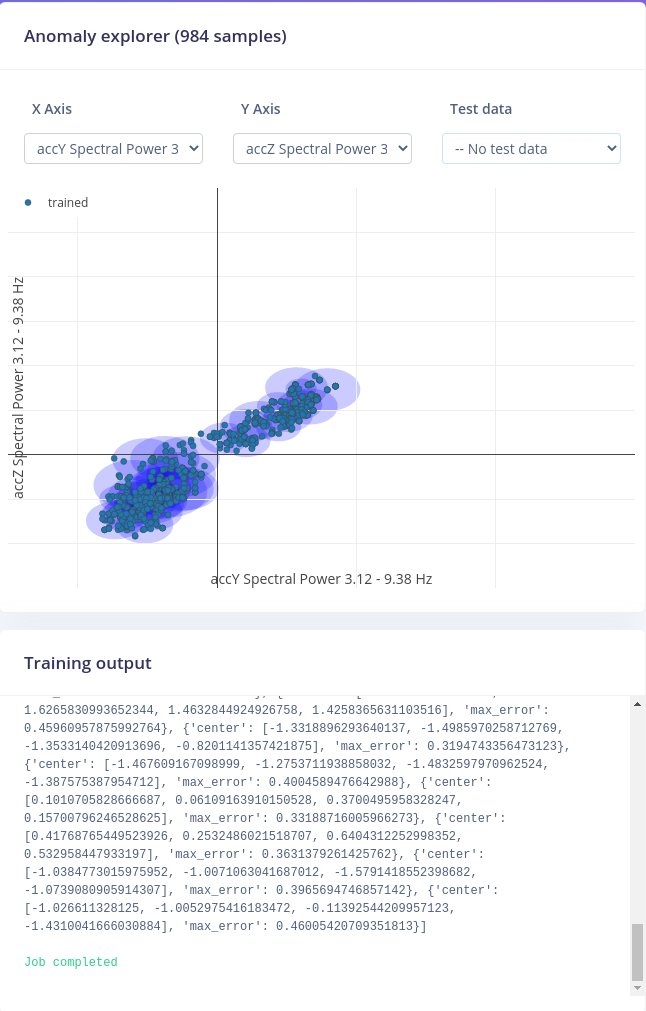 Anomaly explorer (984 samples)
X Axis
Y Axis
Test data
accY Spectral Power 3
accZ Spectral Power 3
-- No test data
trained
accZ Spectral Power 3.12 - 9.38 Hz
accY Spectral Power 3.12 - 9.38 Hz
Training output
1.6265830993652344, 1.4632844924926758, 1.4258365631103516], 'max_error':
0.45960957875992764}, {'center': [-1.3318896293640137, -1.4985970258712769,
-1.3533140420913696, -0.8201141357421875], 'max_error': 0.3194743356473123},
{'center': [-1.467609167098999, -1.2753711938858032, -1.4832597970962524,
-1.387575387954712], 'max_error': 0.4004589476642988}, {'center':
[0.1010705828666687, 0.06109163910150528, 0.3700495958328247,
0.15700796246528625], 'max_error': 0.33188716005966273}, {'center':
[0.41768765449523926, 0.2532486021518707, 0.6404312252998352,
0.532958447933197], 'max_error': 0.3631379261425762}, {'center':
[-1.0384773015975952, -1.0071063041687012, -1.5791418552398682,
-1.0739080905914307], 'max_error': 0.3965694746857142}, {'center':
[-1.026611328125, -1.0052975416183472, -0.11392544209957123,
-1.4310041666030884], 'max_error': 0.46005420709351813}]
Job completed